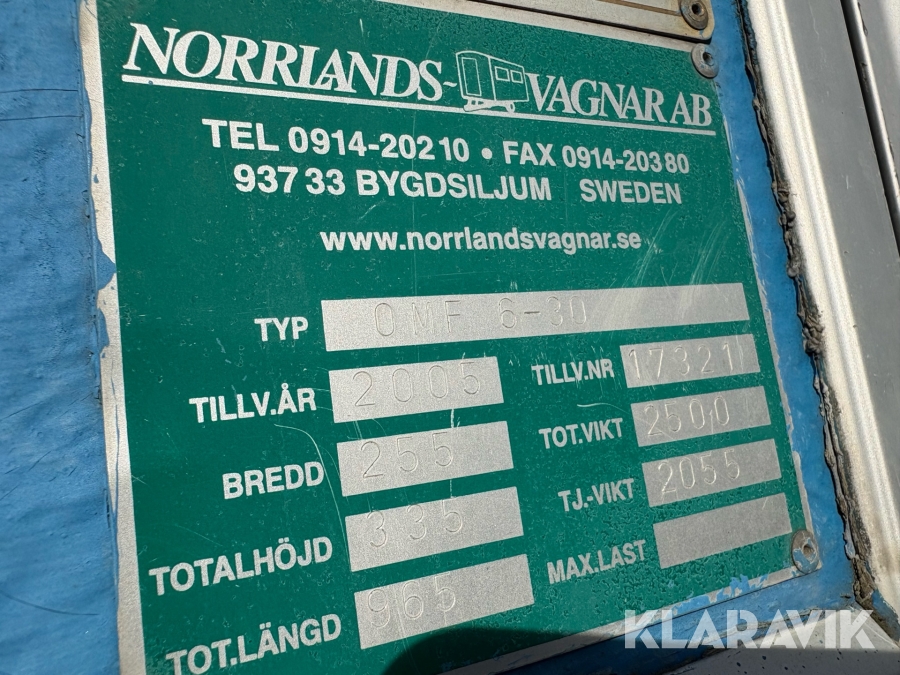 NORRLANDS-VAGNAR AB
TEL 0914-202 10 • FAX 0914-203 80
937 33 BYGDSILJUM SWEDEN
www.norrlandsvagnar.se
TYP OMF 6-30
TILLV.ÅR 2005 TILLV.NR 17321
BREDD 255 TOT.VIKT 2500
TOTALHÖJD 335 TJ.-VIKT 2055
TOT.LÄNGD 965 MAX.LAST
KLARAVIK